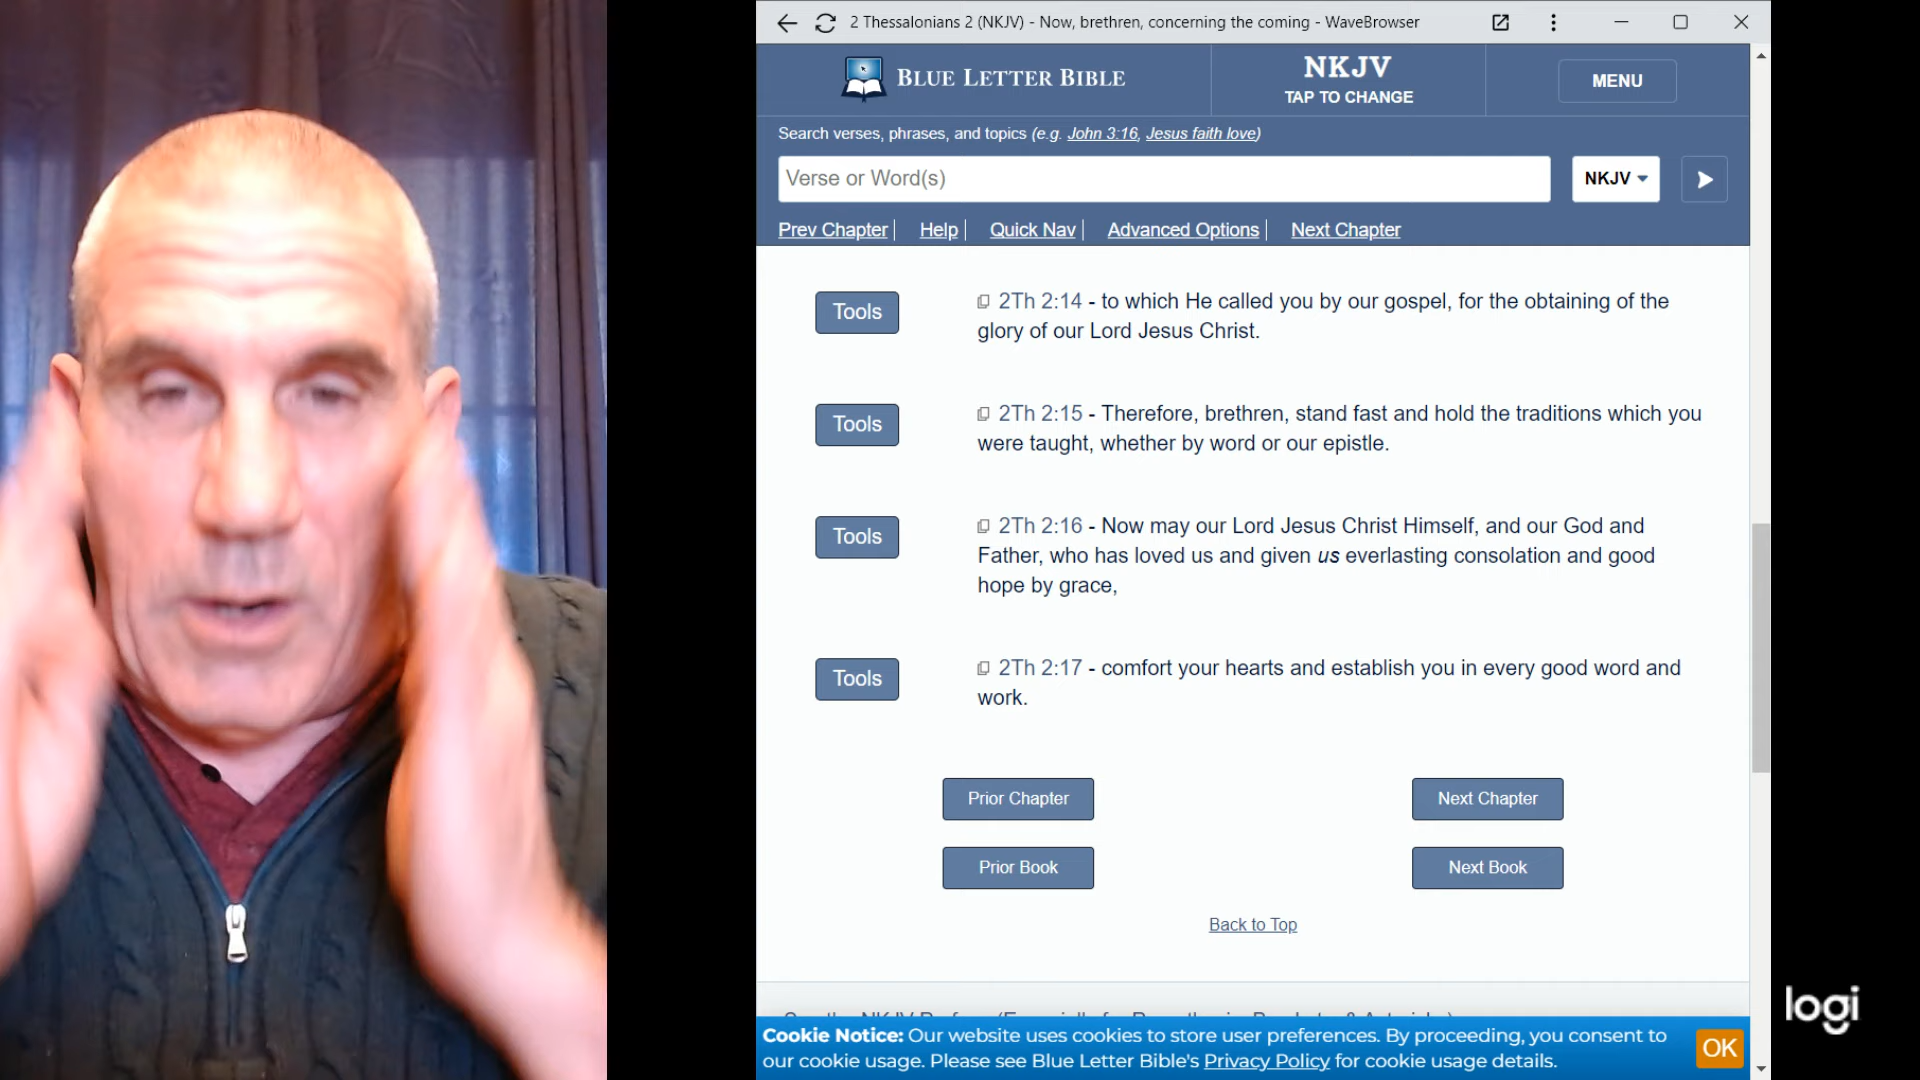 2 Thessalonians 2 (NKJV) - Now, brethren, concerning the coming - WaveBrowser
BLUE LETTER BIBLE
NKJV
TAP TO CHANGE
MENU
Search verses, phrases, and topics (e.g. John 3:16, Jesus faith love)
Verse or Word(s)
NKJV
Prev Chapter | Help | Quick Nav | Advanced Options | Next Chapter
Tools
2Th 2:14 - to which He called you by our gospel, for the obtaining of the
glory of our Lord Jesus Christ.
Tools
2Th 2:15 - Therefore, brethren, stand fast and hold the traditions which you
were taught, whether by word or our epistle.
Tools
2Th 2:16 - Now may our Lord Jesus Christ Himself, and our God and
Father, who has loved us and given us everlasting consolation and good
hope by grace,
Tools
2Th 2:17 - comfort your hearts and establish you in every good word and
work.
Prior Chapter
Next Chapter
Prior Book
Next Book
Back to Top
Cookie Notice: Our website uses cookies to store user preferences. By proceeding, you consent to
our cookie usage. Please see Blue Letter Bible's Privacy Policy for cookie usage details.
OK
logi